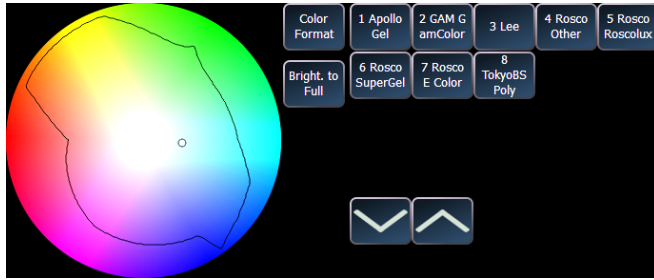 Color
Format
1 Apollo
Gel
2 GAM G
amColor
3 Lee
4 Rosco
Other
5 Rosco
Roscolux
Bright. to
Full
6 Rosco
SuperGel
7 Rosco
E Color
8
TokyoBS
Poly